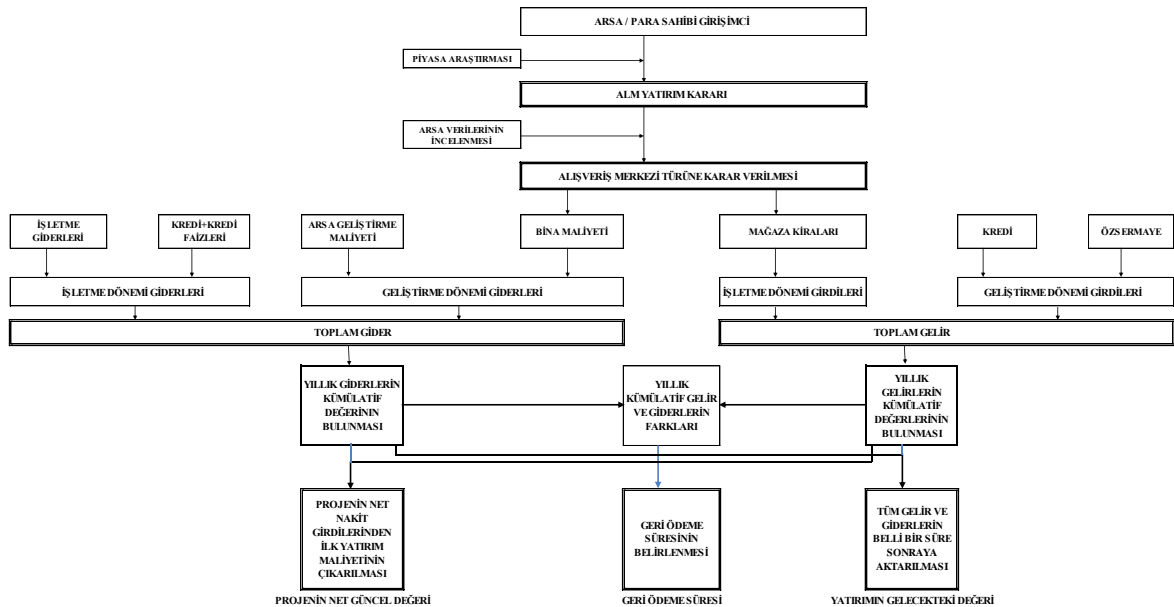 ARSA / PARA SAHİBİ GİRİŞİMCİ
PİYASA ARAŞTIRMASI
ALM YATIRIM KARARI
ARSA VERİLERİNİN
İNCELENMESİ
ALIŞVERİŞ MERKEZİ TÜRÜNE KARAR VERİLMESİ
İŞLETME
GİDERLERİ
KREDİ+KREDİ
FAİZLERİ
ARSA GELİŞTİRME
MALİYETİ
BİNA MALİYETİ
MAĞAZA KİRALARI
KREDİ
ÖZSERMAYE
İŞLETME DÖNEMİ GİDERLERİ
GELİŞTİRME DÖNEMİ GİDERLERİ
İŞLETME DÖNEMİ GİRDİLERİ
GELİŞTİRME DÖNEMİ GİRDİLERİ
TOPLAM GİDER
TOPLAM GELİR
YILLIK GİDERLERİN
KÜMÜLATİF
DEĞERİNIN
BULUNMASI
YILLIK
KÜMÜLATİF GELİR
VE GİDERLERİN
FARKLARI
YILLIK
GELİRLERİN
KÜMÜLATİF
DEĞERLERİNİN
BULUNMASI
PROJENİN NET
NAKİT
GİRDİLERİNDEN
İLK YATIRIM
MALİYETİNİN
ÇIKARILMASI
GERİ ÖDEME
SÜRESİNİN
BELİRLENMESİ
TÜM GELİR VE
GİDERLERİN
BELLİ BİR SÜRE
SONRAYA
AKTARILMASI
PROJENİN NET GÜNCEL DEĞERİ
GERİ ÖDEME SÜRESİ
YATIRIMIN GELECEKTEKİ DEĞERİ